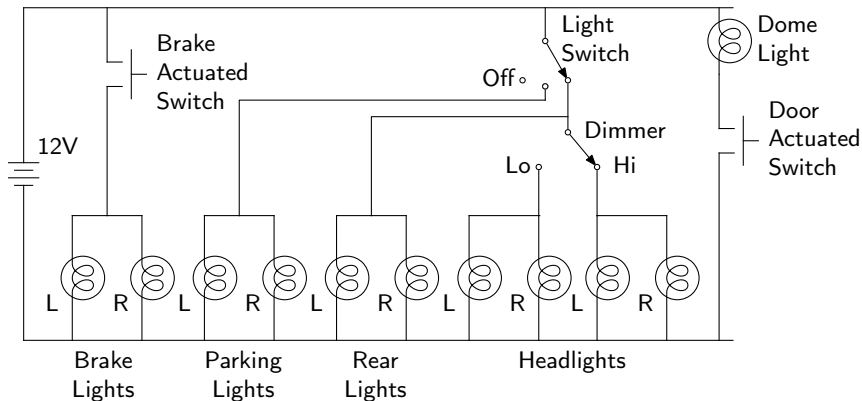 Brake
Actuated
Switch
Light
Switch
Dome
Light
Off
Dimmer
Door
Actuated
Switch
12V
Lo
Hi
L
R
L
R
L
R
L
R
L
R
Brake
Lights
Parking
Lights
Rear
Lights
Headlights